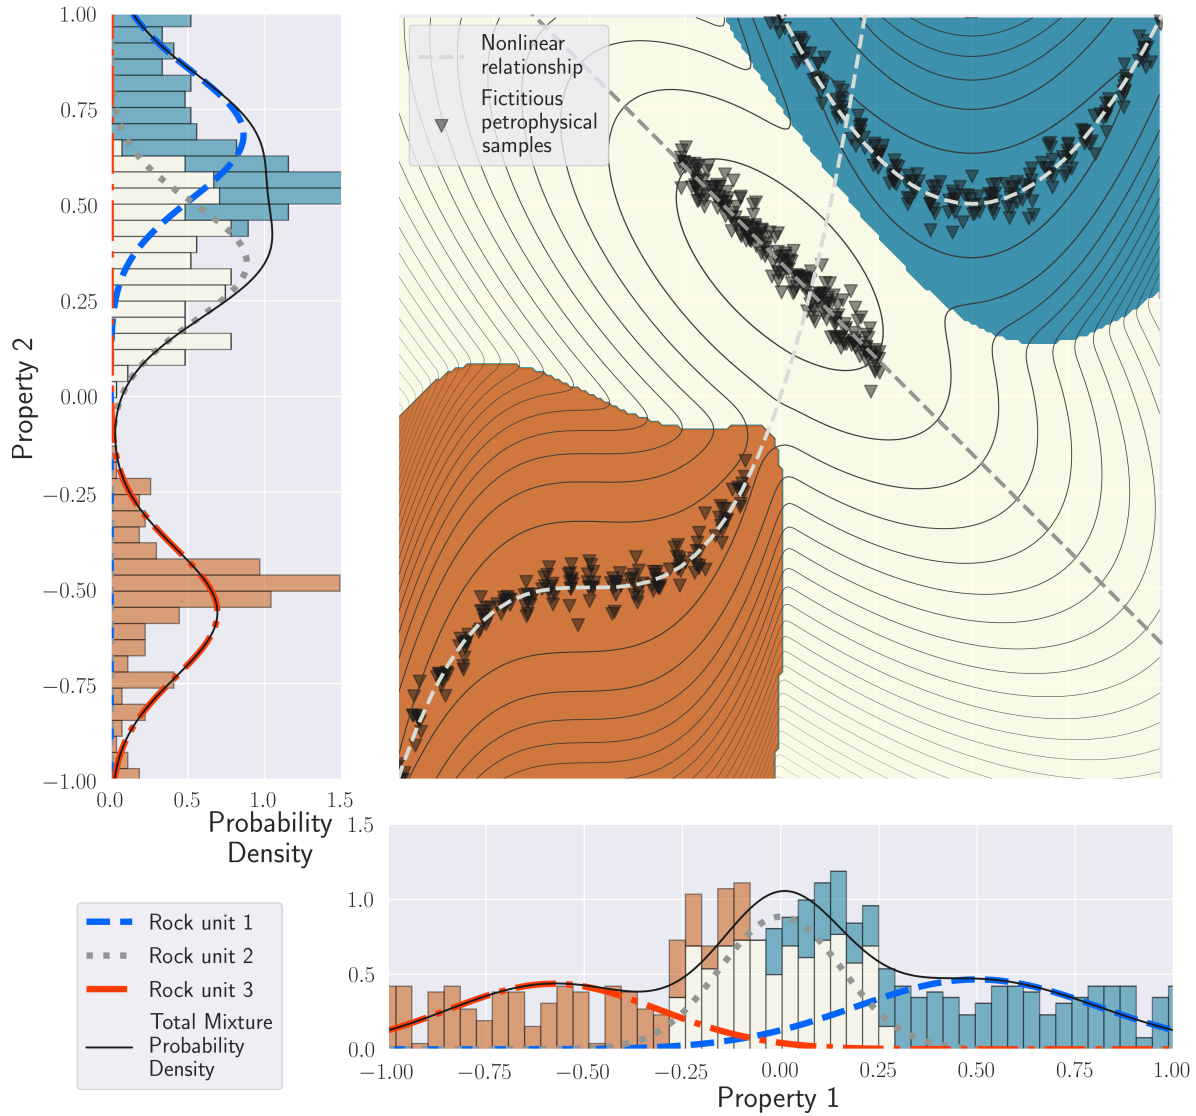 1.00
0.75
0.50
0.25
0.00
−0.25
−0.50
−0.75
−1.00
Property 2
0.0
0.5
1.0
1.5
Probability
Density
Nonlinear
relationship
Fictitious
petrophysical
samples
1.5
1.0
0.5
0.0
−1.00
−0.75
−0.50
−0.25
0.00
0.25
0.50
0.75
1.00
Property 1
Rock unit 1
Rock unit 2
Rock unit 3
Total Mixture
Probability
Density